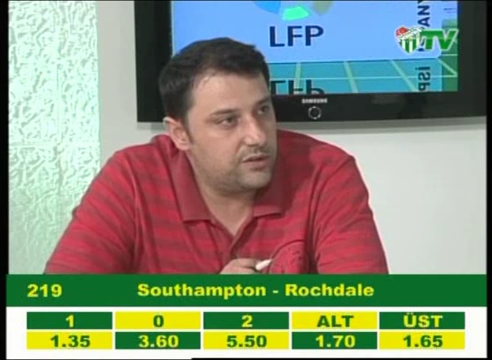 LFP
TV
SAMSUNG
219 Southampton - Rochdale
1 0 2 ALT ÜST
1.35 3.60 5.50 1.70 1.65